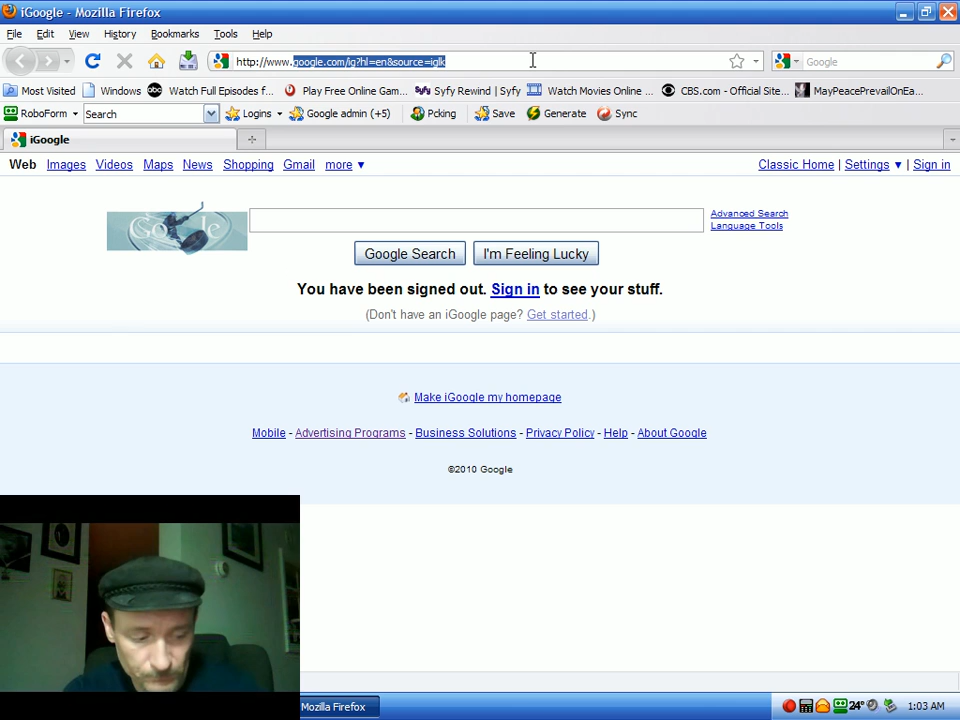 iGoogle - Mozilla Firefox
File Edit View History Bookmarks Tools Help
http://www.google.com/ig?hl=en&source=iglk
Google
Most Visited Windows Watch Full Episodes f... Play Free Online Gam... Syfy Rewind | Syfy Watch Movies Online ... CBS.com - Official Site... MayPeacePrevailOnEa...
RoboForm Search Logins Google admin (+5) Pcking Save Generate Sync
iGoogle
Web Images Videos Maps News Shopping Gmail more Classic Home | Settings | Sign in
Google
Advanced Search
Language Tools
Google Search I'm Feeling Lucky
You have been signed out. Sign in to see your stuff.
(Don't have an iGoogle page? Get started.)
Make iGoogle my homepage
Mobile - Advertising Programs - Business Solutions - Privacy Policy - Help - About Google
©2010 Google
Mozilla Firefox 24° 1:03 AM